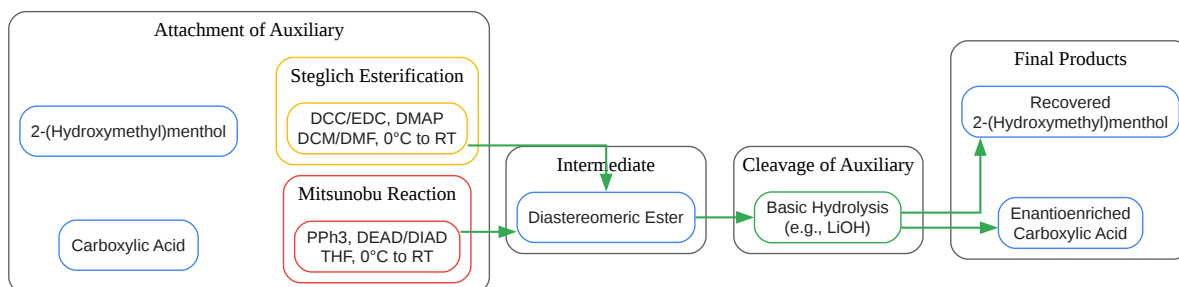 Attachment of Auxiliary
2-(Hydroxymethyl)menthol
Carboxylic Acid
Steglich Esterification
DCC/EDC, DMAP
DCM/DMF, 0°C to RT
Mitsunobu Reaction
PPh3, DEAD/DIAD
THF, 0°C to RT
Intermediate
Diastereomeric Ester
Cleavage of Auxiliary
Basic Hydrolysis
(e.g., LiOH)
Final Products
Recovered
2-(Hydroxymethyl)menthol
Enantioenriched
Carboxylic Acid